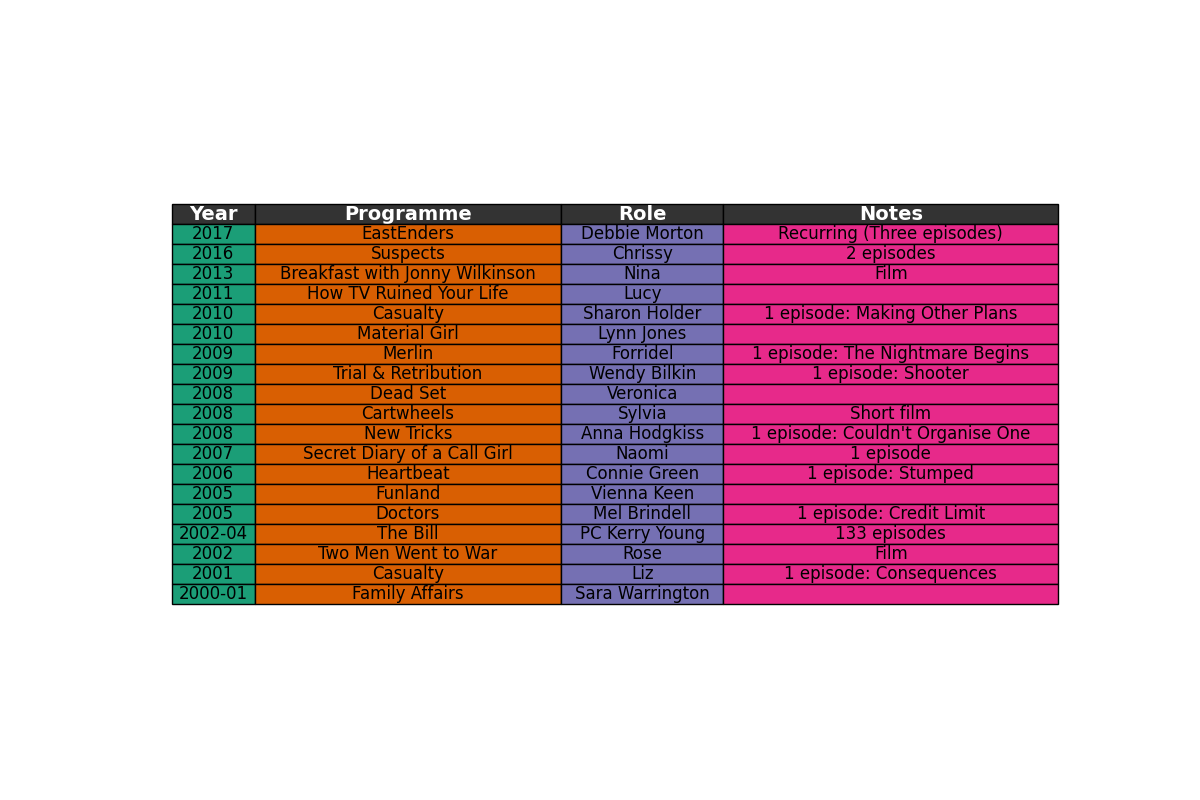 Year Programme Role Notes
2017 EastEnders Debbie Morton Recurring (Three episodes)
2016 Suspects Chrissy 2 episodes
2013 Breakfast with Jonny Wilkinson Nina Film
2011 How TV Ruined Your Life Lucy
2010 Casualty Sharon Holder 1 episode: Making Other Plans
2010 Material Girl Lynn Jones
2009 Merlin Forridel 1 episode: The Nightmare Begins
2009 Trial & Retribution Wendy Bilkin 1 episode: Shooter
2008 Dead Set Veronica
2008 Cartwheels Sylvia Short film
2008 New Tricks Anna Hodgkiss 1 episode: Couldn't Organise One
2007 Secret Diary of a Call Girl Naomi 1 episode
2006 Heartbeat Connie Green 1 episode: Stumped
2005 Funland Vienna Keen
2005 Doctors Mel Brindell 1 episode: Credit Limit
2002-04 The Bill PC Kerry Young 133 episodes
2002 Two Men Went to War Rose Film
2001 Casualty Liz 1 episode: Consequences
2000-01 Family Affairs Sara Warrington